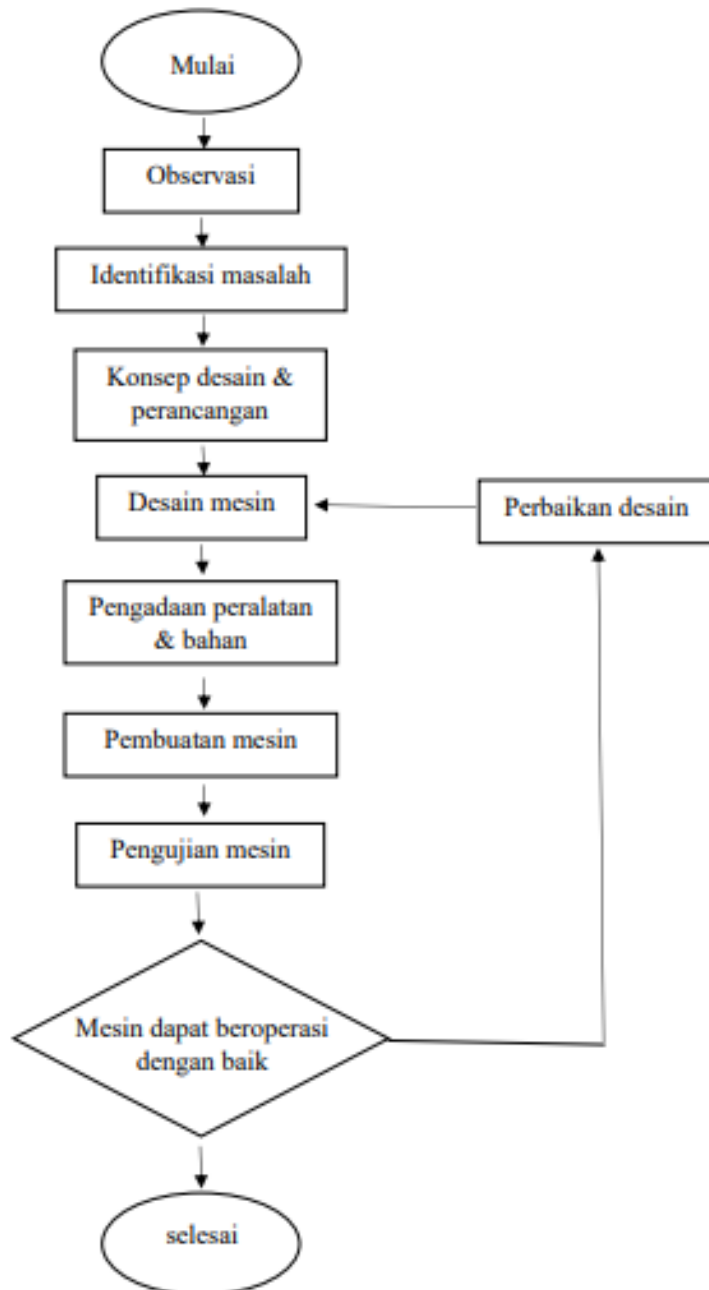 Mulai
Observasi
Identifikasi masalah
Konsep desain &
perancangan
Desain mesin
Perbaikan desain
Pengadaan peralatan
& bahan
Pembuatan mesin
Pengujian mesin
Mesin dapat beroperasi
dengan baik
selesai